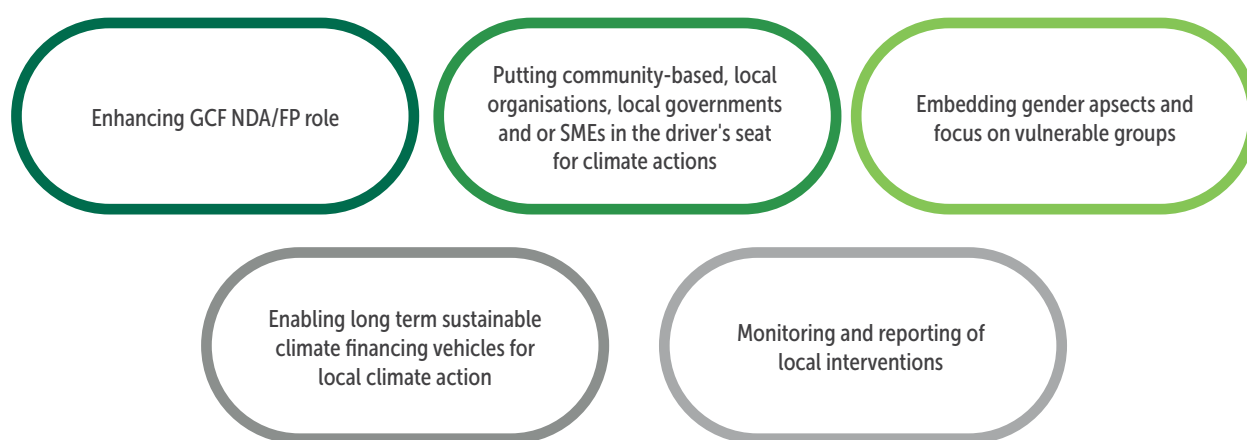 Enhancing GCF NDA/FP role
Putting community-based, local
organisations, local governments
and or SMEs in the driver's seat
for climate actions
Embedding gender apsects and
focus on vulnerable groups
Enabling long term sustainable
climate financing vehicles for
local climate action
Monitoring and reporting of
local interventions